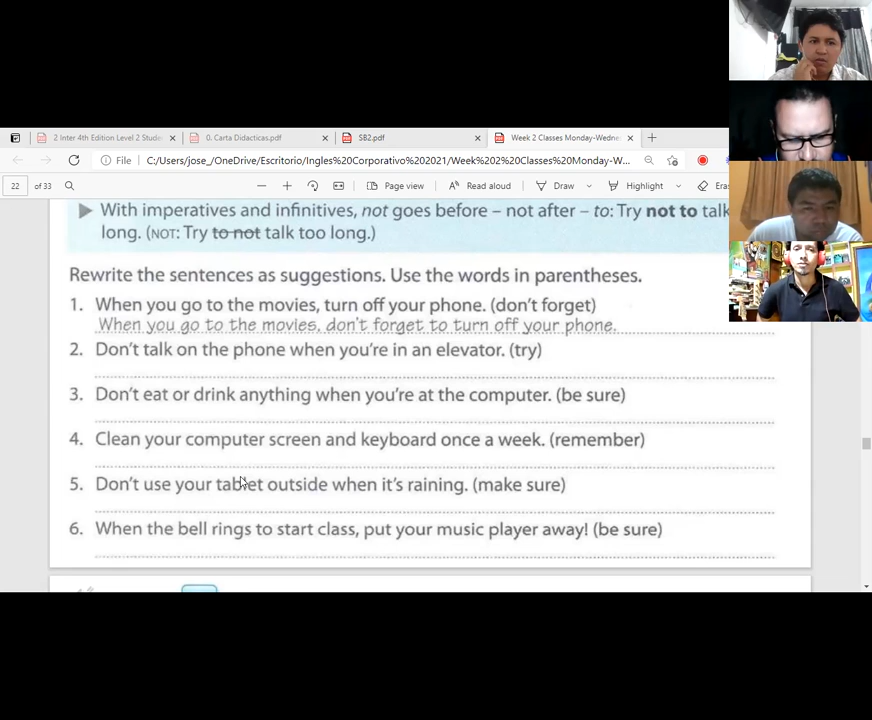 2 Inter 4th Edition Level 2 Stude
0. Carta Didacticas.pdf
SB2.pdf
Week 2 Classes Monday-Wedne
File
C:/Users/jose_/OneDrive/Escritorio/Ingles%20Corporativo%202021/Week%202%20Classes%20Monday-W...
22 of 33
Page view
Read aloud
Draw
Highlight
Eras
With imperatives and infinitives, not goes before – not after – to: Try not to talk
long. (NOT: Try to not talk too long.)
Rewrite the sentences as suggestions. Use the words in parentheses.
1. When you go to the movies, turn off your phone. (don't forget)
When you go to the movies, don't forget to turn off your phone.
2. Don't talk on the phone when you're in an elevator. (try)
3. Don't eat or drink anything when you're at the computer. (be sure)
4. Clean your computer screen and keyboard once a week. (remember)
5. Don't use your tablet outside when it's raining. (make sure)
6. When the bell rings to start class, put your music player away! (be sure)